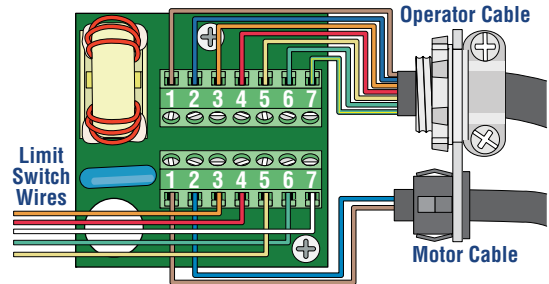 Operator Cable
1 2 3 4 5 6 7
Limit
Switch
Wires
1 2 3 4 5 6 7
Motor Cable